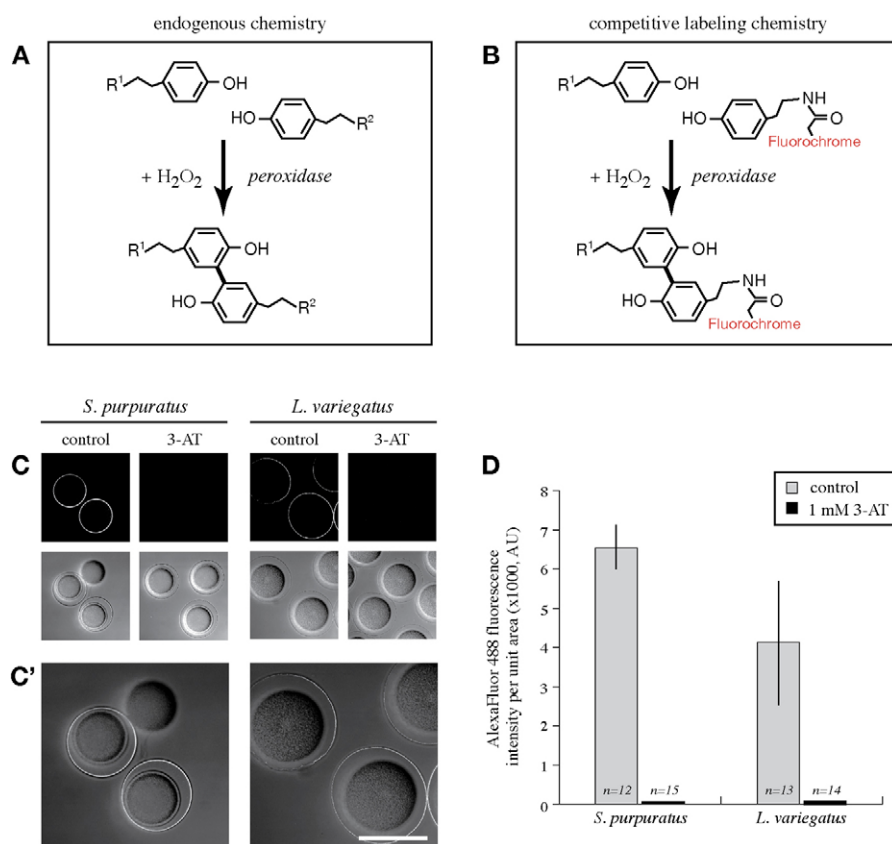 endogenous chemistry
A
R¹
OH
HO
R²
+ H₂O₂
peroxidase
R¹
OH
HO
R²
competitive labeling chemistry
B
R¹
OH
HO
NH
O
Fluorochrome
+ H₂O₂
peroxidase
R¹
OH
HO
NH
O
Fluorochrome
S. purpuratus
L. variegatus
control
3-AT
control
3-AT
C
C'
D
control
1 mM 3-AT
AlexaFluor 488 fluorescence
intensity per unit area (x1000, AU)
8
7
6
5
4
3
2
1
0
n=12
n=15
n=13
n=14
S. purpuratus
L. variegatus